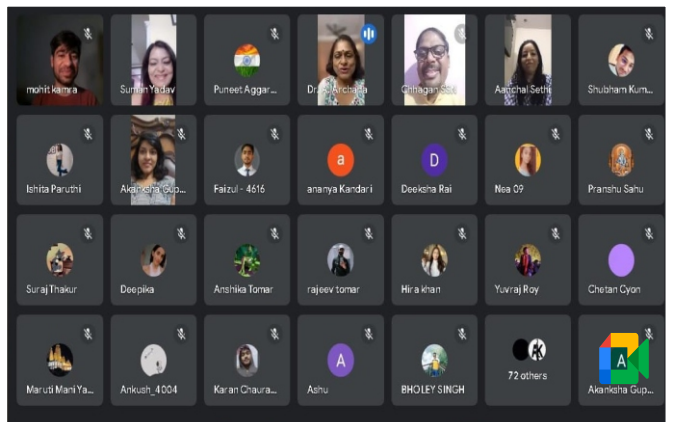 mohit kamra
Suman Yadav
Puneet Aggar...
Dr. Archana
Chhagan
Aanchal Sethi
Shubham Kum...
Ishita Paruthi
Akanksha Gup...
Faizul - 4616
a
ananya Kandari
D
Deeksha Rai
Nea 09
Pranshu Sahu
Suraj Thakur
Deepika
Anshika Tomar
rajeev tomar
Hira khan
Yuvraj Roy
Chetan Cyon
Maruti Mani Ya...
Ankush_4004
Karan Chaura...
A
Ashu
BHOLEY SINGH
72 others
A
Akanksha Gup...